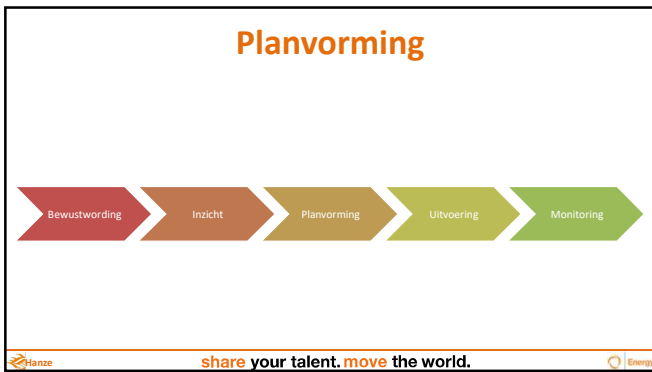 Planvorming
Bewustwording
Inzicht
Planvorming
Uitvoering
Monitoring
Hanze
share your talent. move the world.
Energy